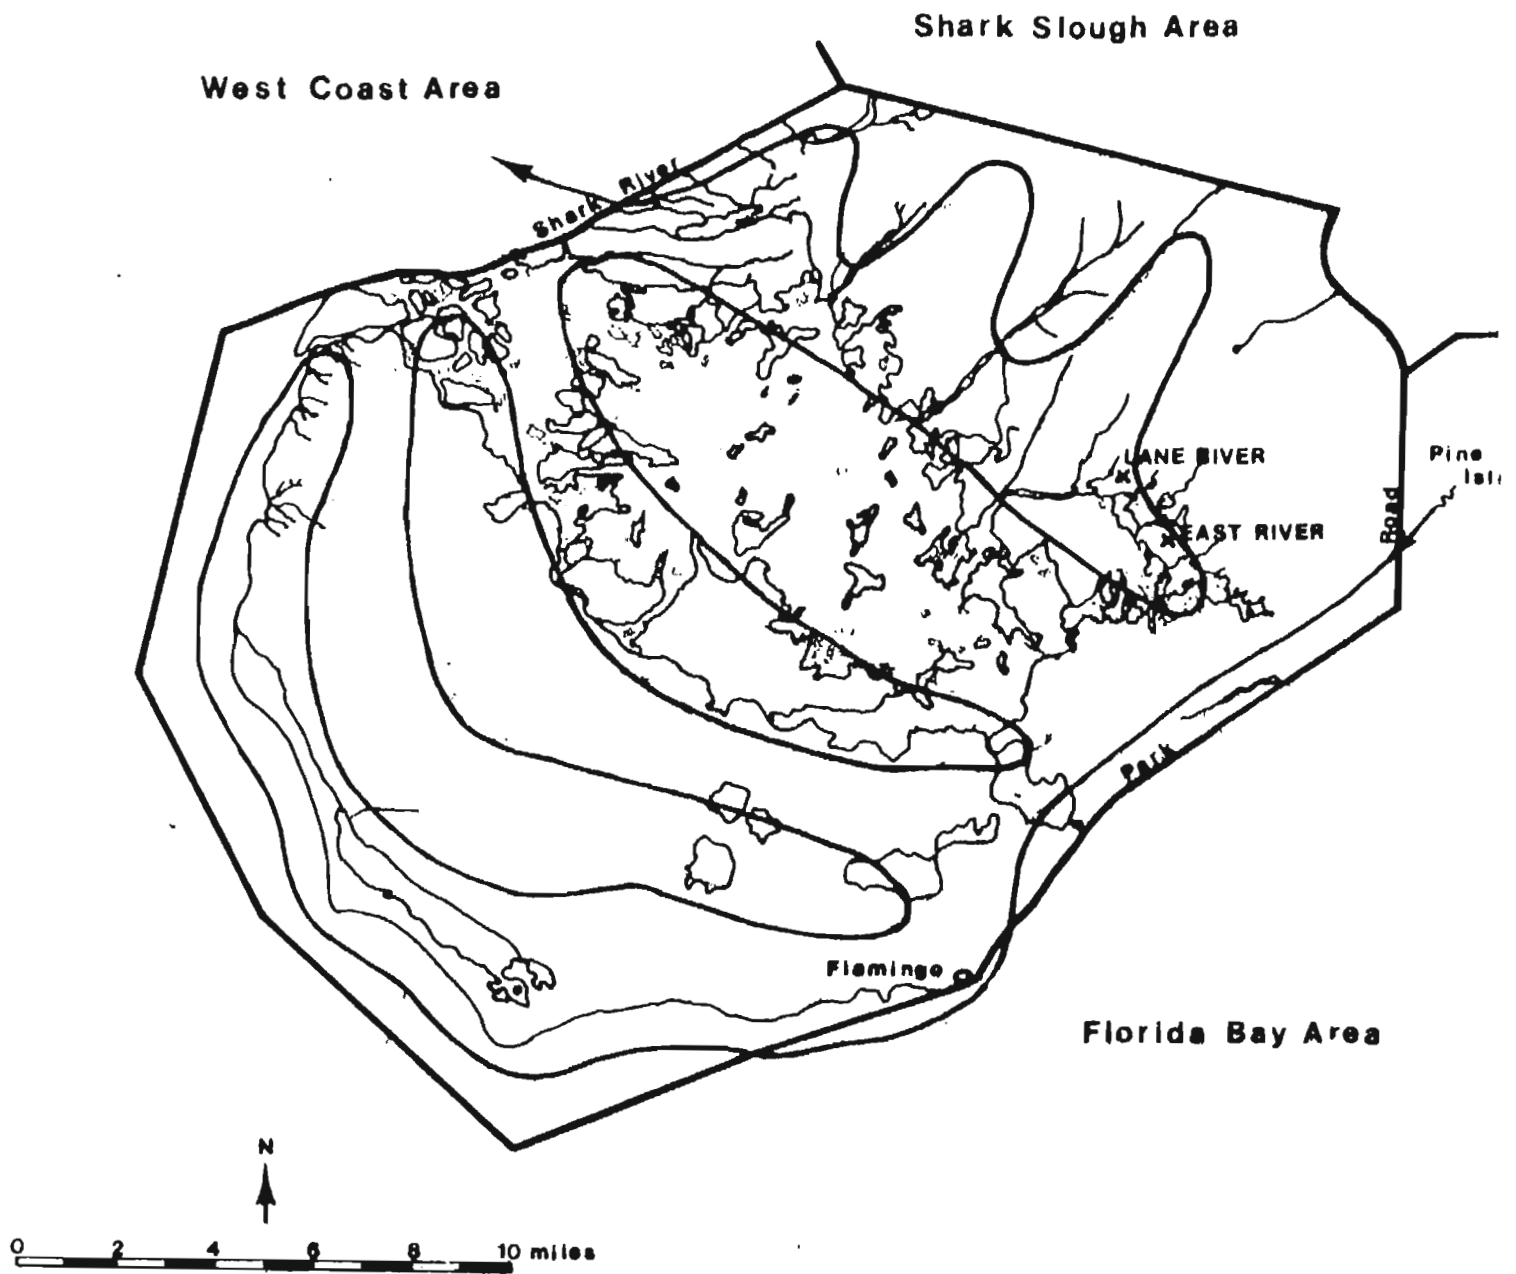 Shark Slough Area
West Coast Area
Shark River
LANE RIVER
EAST RIVER
Pine
Isl
Road
Park
Flamingo
Florida Bay Area
N
0 2 4 6 8 10 miles